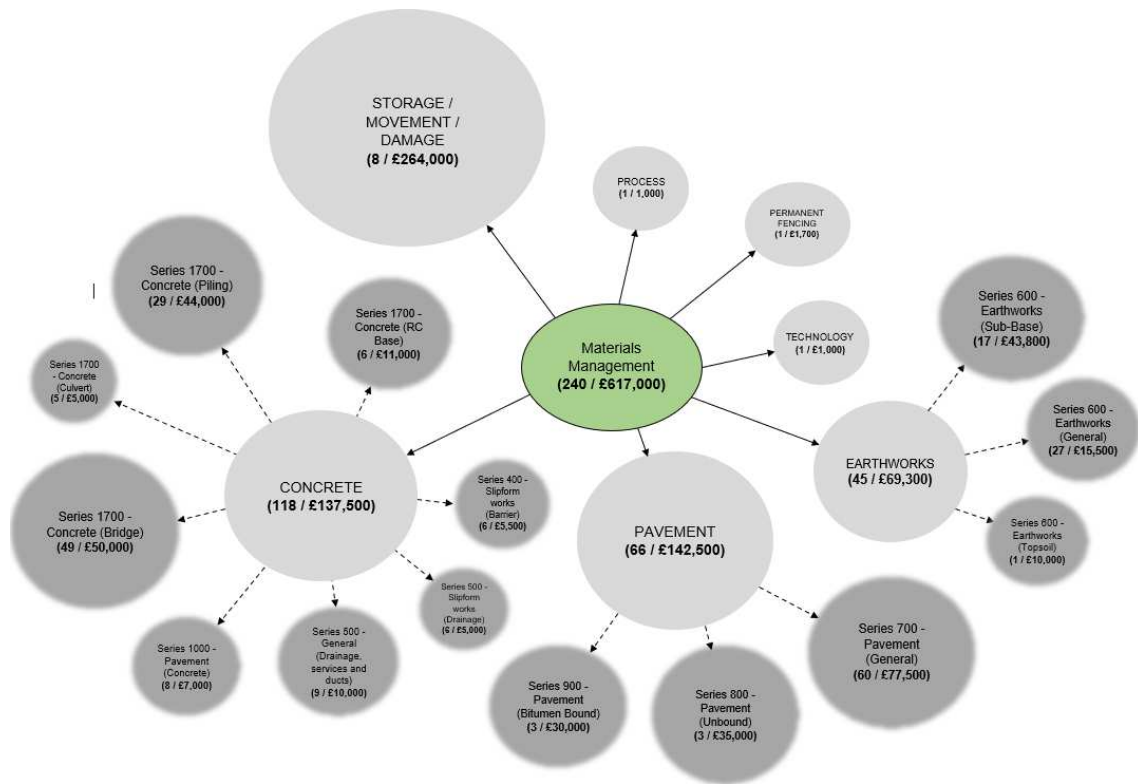 STORAGE /
MOVEMENT /
DAMAGE
(8 / £264,000)
PROCESS
(1 / 1,000)
PERMANENT
FENCING
(1 / £1,700)
Series 1700 -
Concrete (Piling)
(29 / £44,000)
Series 1700 -
Concrete (RC
Base)
(6 / £11,000)
Series 600 -
Earthworks
(Sub-Base)
(17 / £43,800)
TECHNOLOGY
(1 / £1,000)
Materials
Management
(240 / £617,000)
Series 1700
- Concrete
(Culvert)
(5 / £5,000)
Series 600 -
Earthworks
(General)
(27 / £15,500)
CONCRETE
(118 / £137,500)
EARTHWORKS
(45 / £69,300)
Series 400 -
Slipform
works
(Barrier)
(6 / £5,500)
Series 1700 -
Concrete (Bridge)
(49 / £50,000)
PAVEMENT
(66 / £142,500)
Series 600 -
Earthworks
(Topsoil)
(1 / £10,000)
Series 500 -
Slipform
works
(Drainage)
(6 / £5,000)
Series 1000 -
Pavement
(Concrete)
(8 / £7,000)
Series 500 -
General
(Drainage,
services and
ducts)
(9 / £10,000)
Series 700 -
Pavement
(General)
(60 / £77,500)
Series 900 -
Pavement
(Bitumen Bound)
(3 / £30,000)
Series 800 -
Pavement
(Unbound)
(3 / £35,000)